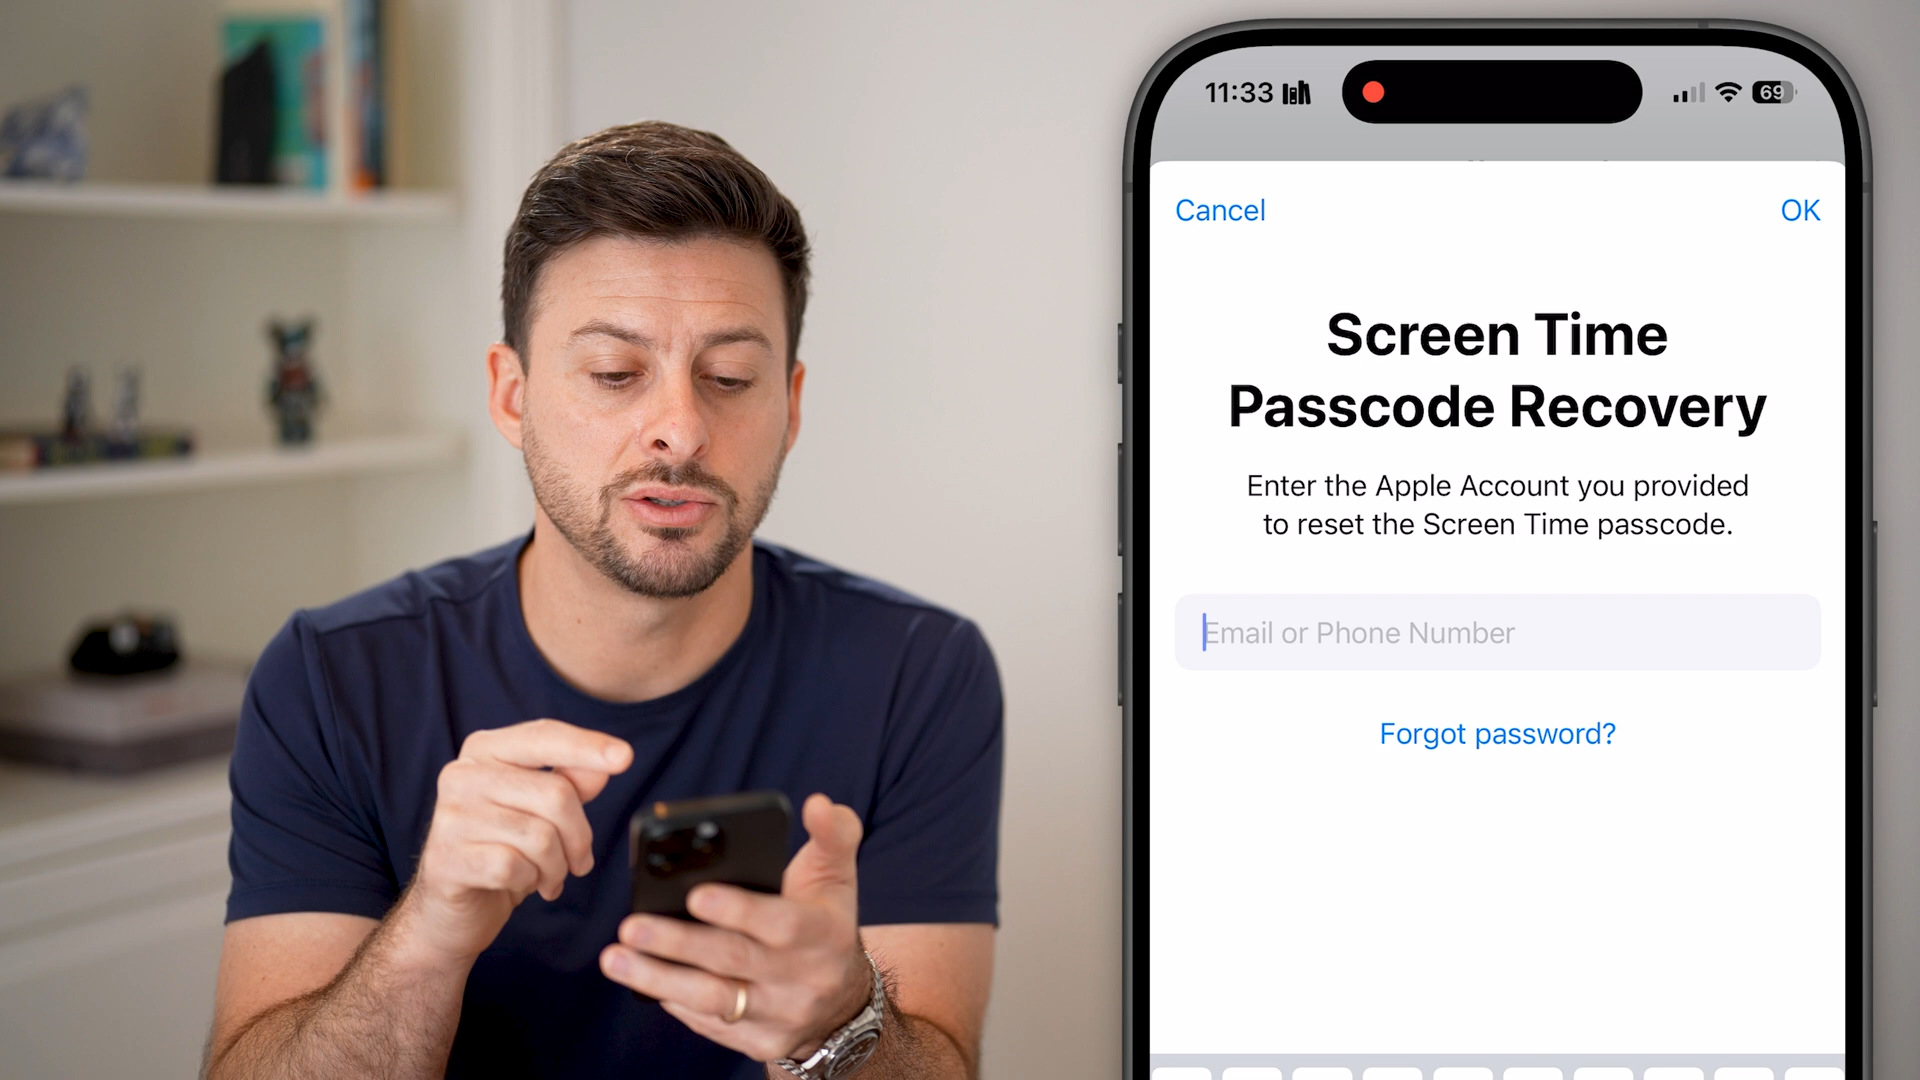 11:33
69
Cancel
OK
Screen Time
Passcode Recovery
Enter the Apple Account you provided
to reset the Screen Time passcode.
Email or Phone Number
Forgot password?